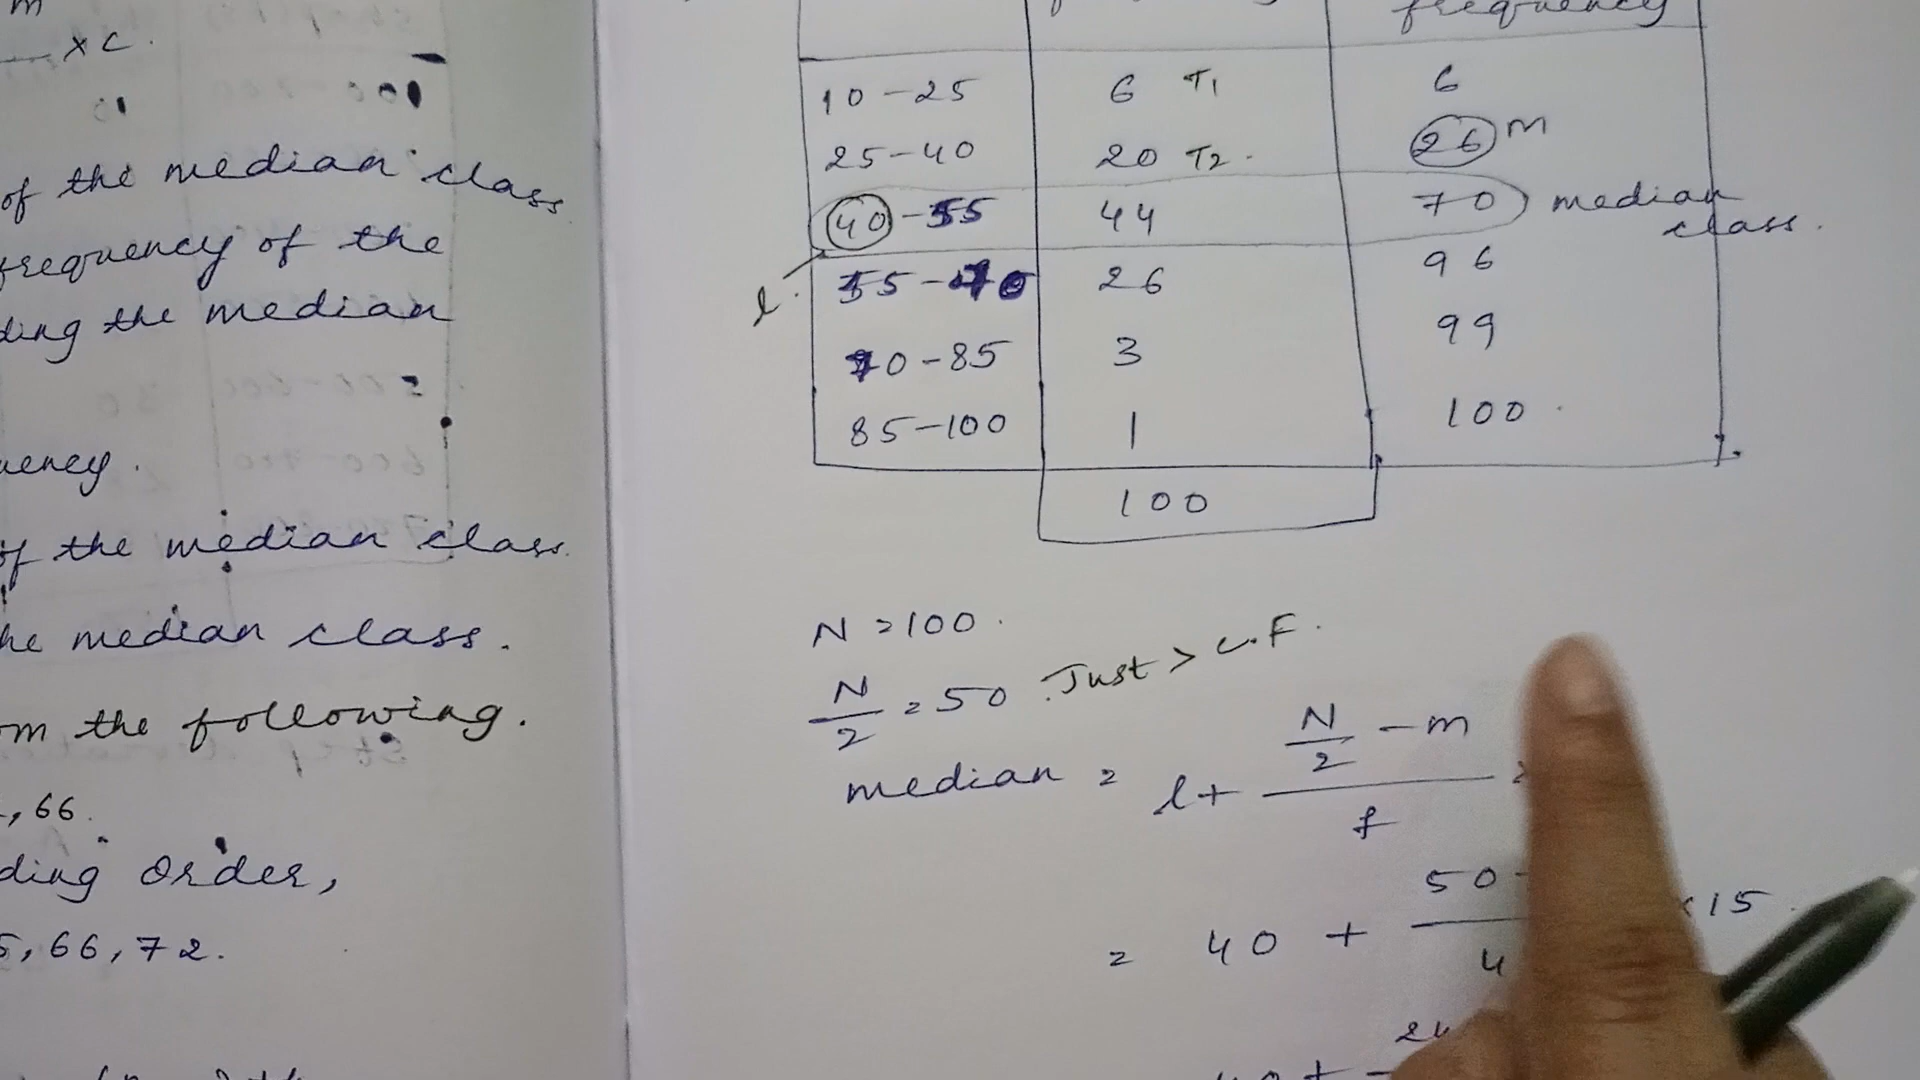 m
× c.
of the median class
frequency of the
ding the median
uency.
of the median class.
he median class.
om the following.
, 66.
ding Order,
5, 66, 72.
frequency
10-25 6 T1 6
25-40 20 T2. 26 m
40-55 44 70 median class.
l.
55-70 26 96
70-85 3 99
85-100 1 100
100
N = 100.
N/2 = 50. Just > C.F.
median = l + N/2 - m / f
= 40 + 50- / 4 × 15.
40 + 24